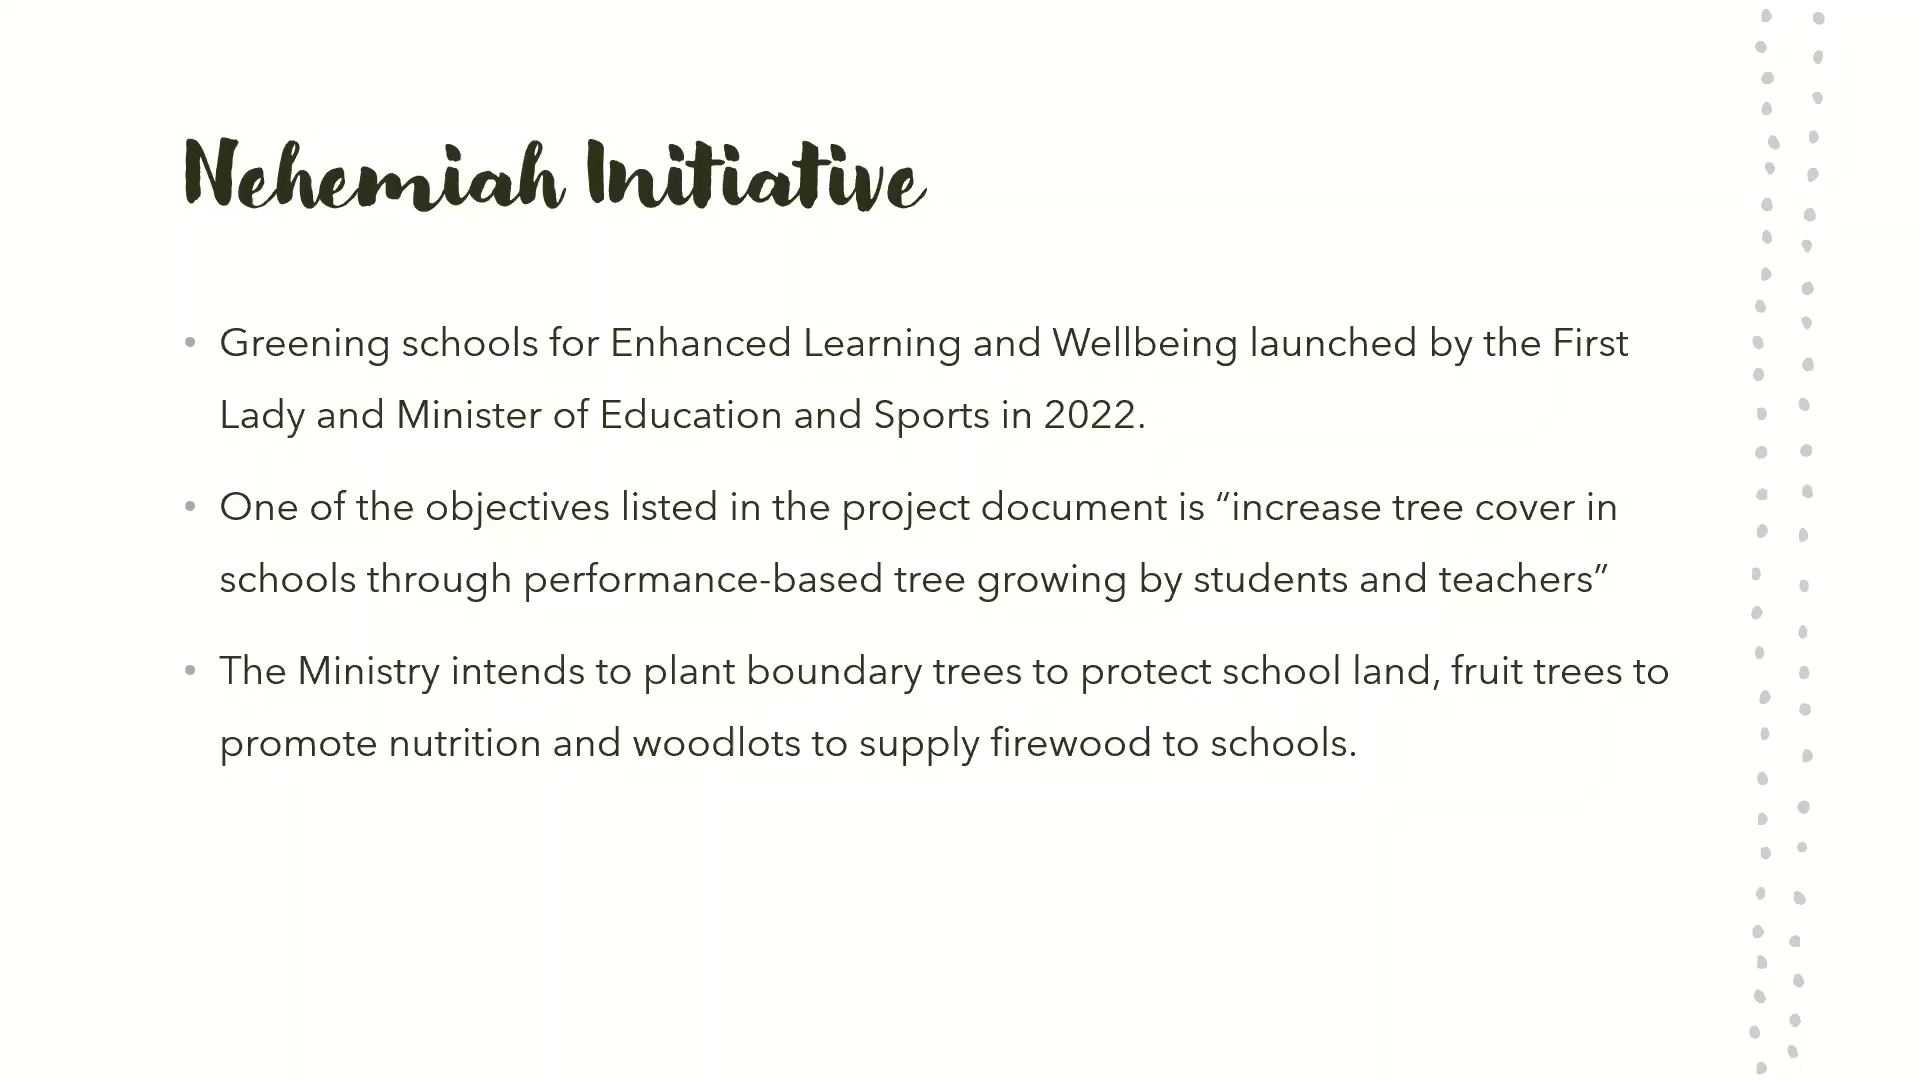 Nehemiah Initiative
• Greening schools for Enhanced Learning and Wellbeing launched by the First
Lady and Minister of Education and Sports in 2022.
• One of the objectives listed in the project document is “increase tree cover in
schools through performance-based tree growing by students and teachers”
• The Ministry intends to plant boundary trees to protect school land, fruit trees to
promote nutrition and woodlots to supply firewood to schools.